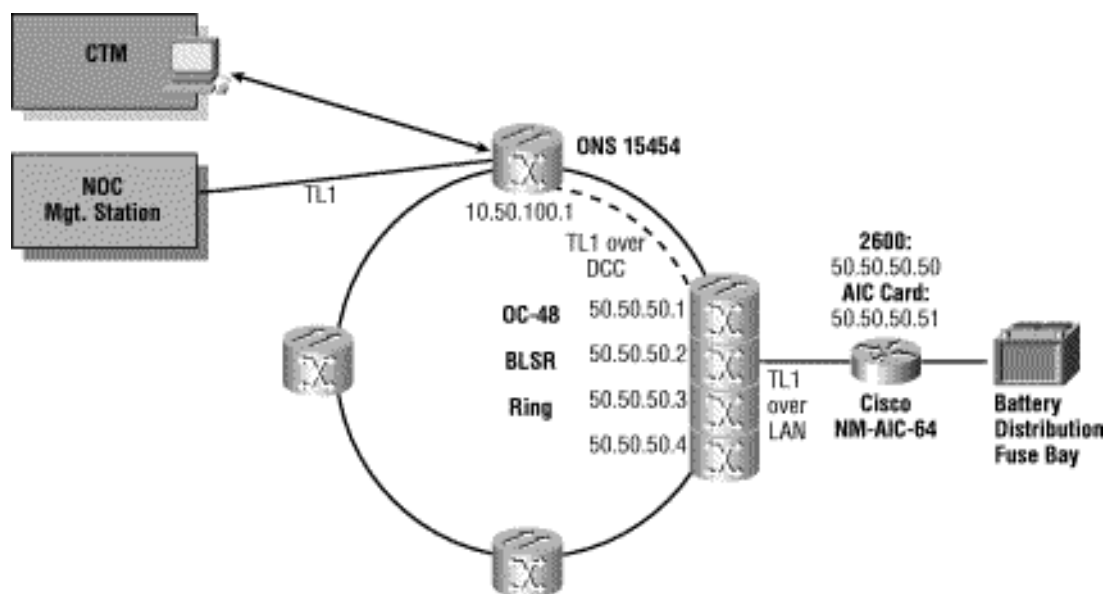 CTM
NOC
Mgt. Station
TL1
ONS 15454
10.50.100.1
TL1 over
DCC
OC-48
BLSR
Ring
50.50.50.1
50.50.50.2
50.50.50.3
50.50.50.4
TL1
over
LAN
2600:
50.50.50.50
AIC Card:
50.50.50.51
Cisco
NM-AIC-64
Battery
Distribution
Fuse Bay